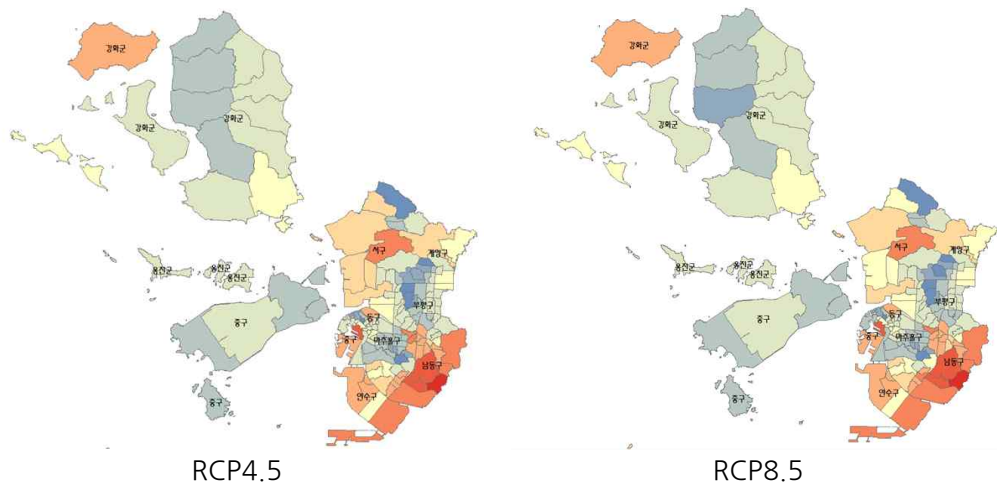 강화군
강화군
강화군
서구
계양구
옹진군
옹진군
옹진군
부평구
동구
중구
중구
미추홀구
남동구
연수구
중구
RCP4.5
강화군
강화군
강화군
서구
계양구
옹진군
옹진군
옹진군
부평구
동구
중구
중구
미추홀구
남동구
연수구
중구
RCP8.5